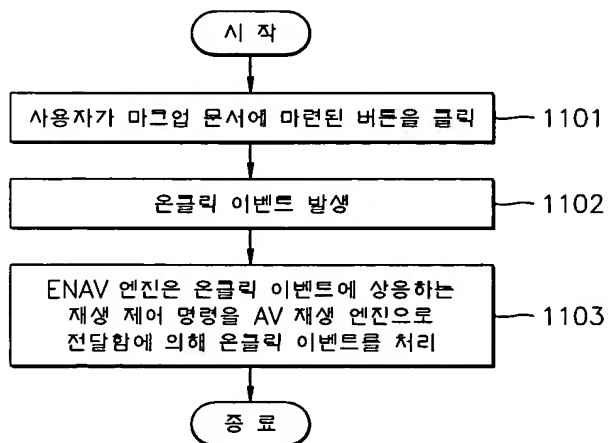 시 작
사용자가 마크업 문서에 마련된 버튼을 클릭
1101
온클릭 이벤트 발생
1102
ENAV 엔진은 온클릭 이벤트에 상응하는
재생 제어 명령을 AV 재생 엔진으로
전달함에 의해 온클릭 이벤트를 처리
1103
종 료